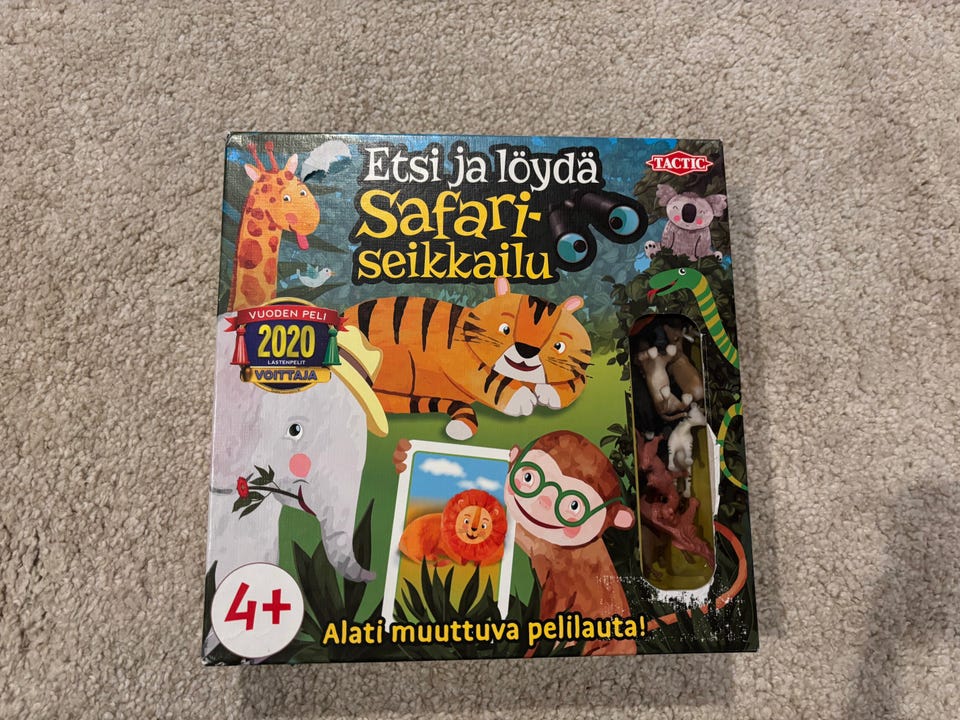 Etsi ja löydä
Safari-
seikkailu
TACTIC
VUODEN PELI
2020
LASTENPELIT
VOITTAJA
4+
Alati muuttuva pelilauta!